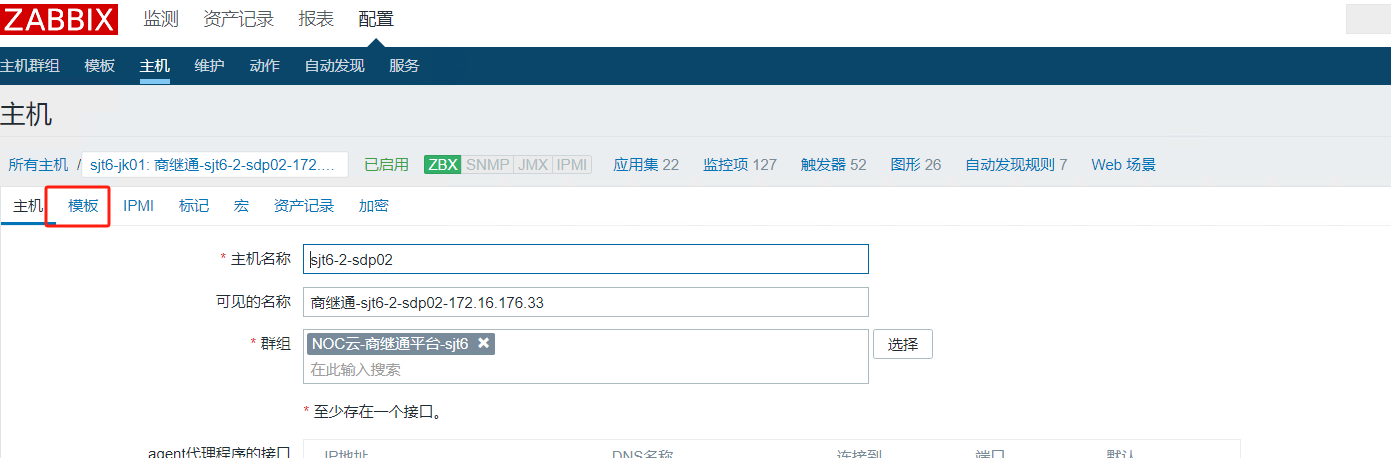 ZABBIX 监测 资产记录 报表 配置
主机群组 模板 主机 维护 动作 自动发现 服务
主机
所有主机 / sjt6-jk01: 商继通-sjt6-2-sdp02-172.… 已启用 ZBX SNMP JMX IPMI 应用集 22 监控项 127 触发器 52 图形 26 自动发现规则 7 Web 场景
主机 模板 IPMI 标记 宏 资产记录 加密
* 主机名称 sjt6-2-sdp02
可见的名称 商继通-sjt6-2-sdp02-172.16.176.33
* 群组 NOC云-商继通平台-sjt6 ✖ 选择
在此输入搜索
* 至少存在一个接口。
agent代理程序的接口 IP地址 DNS名称 连接到 端口 默认